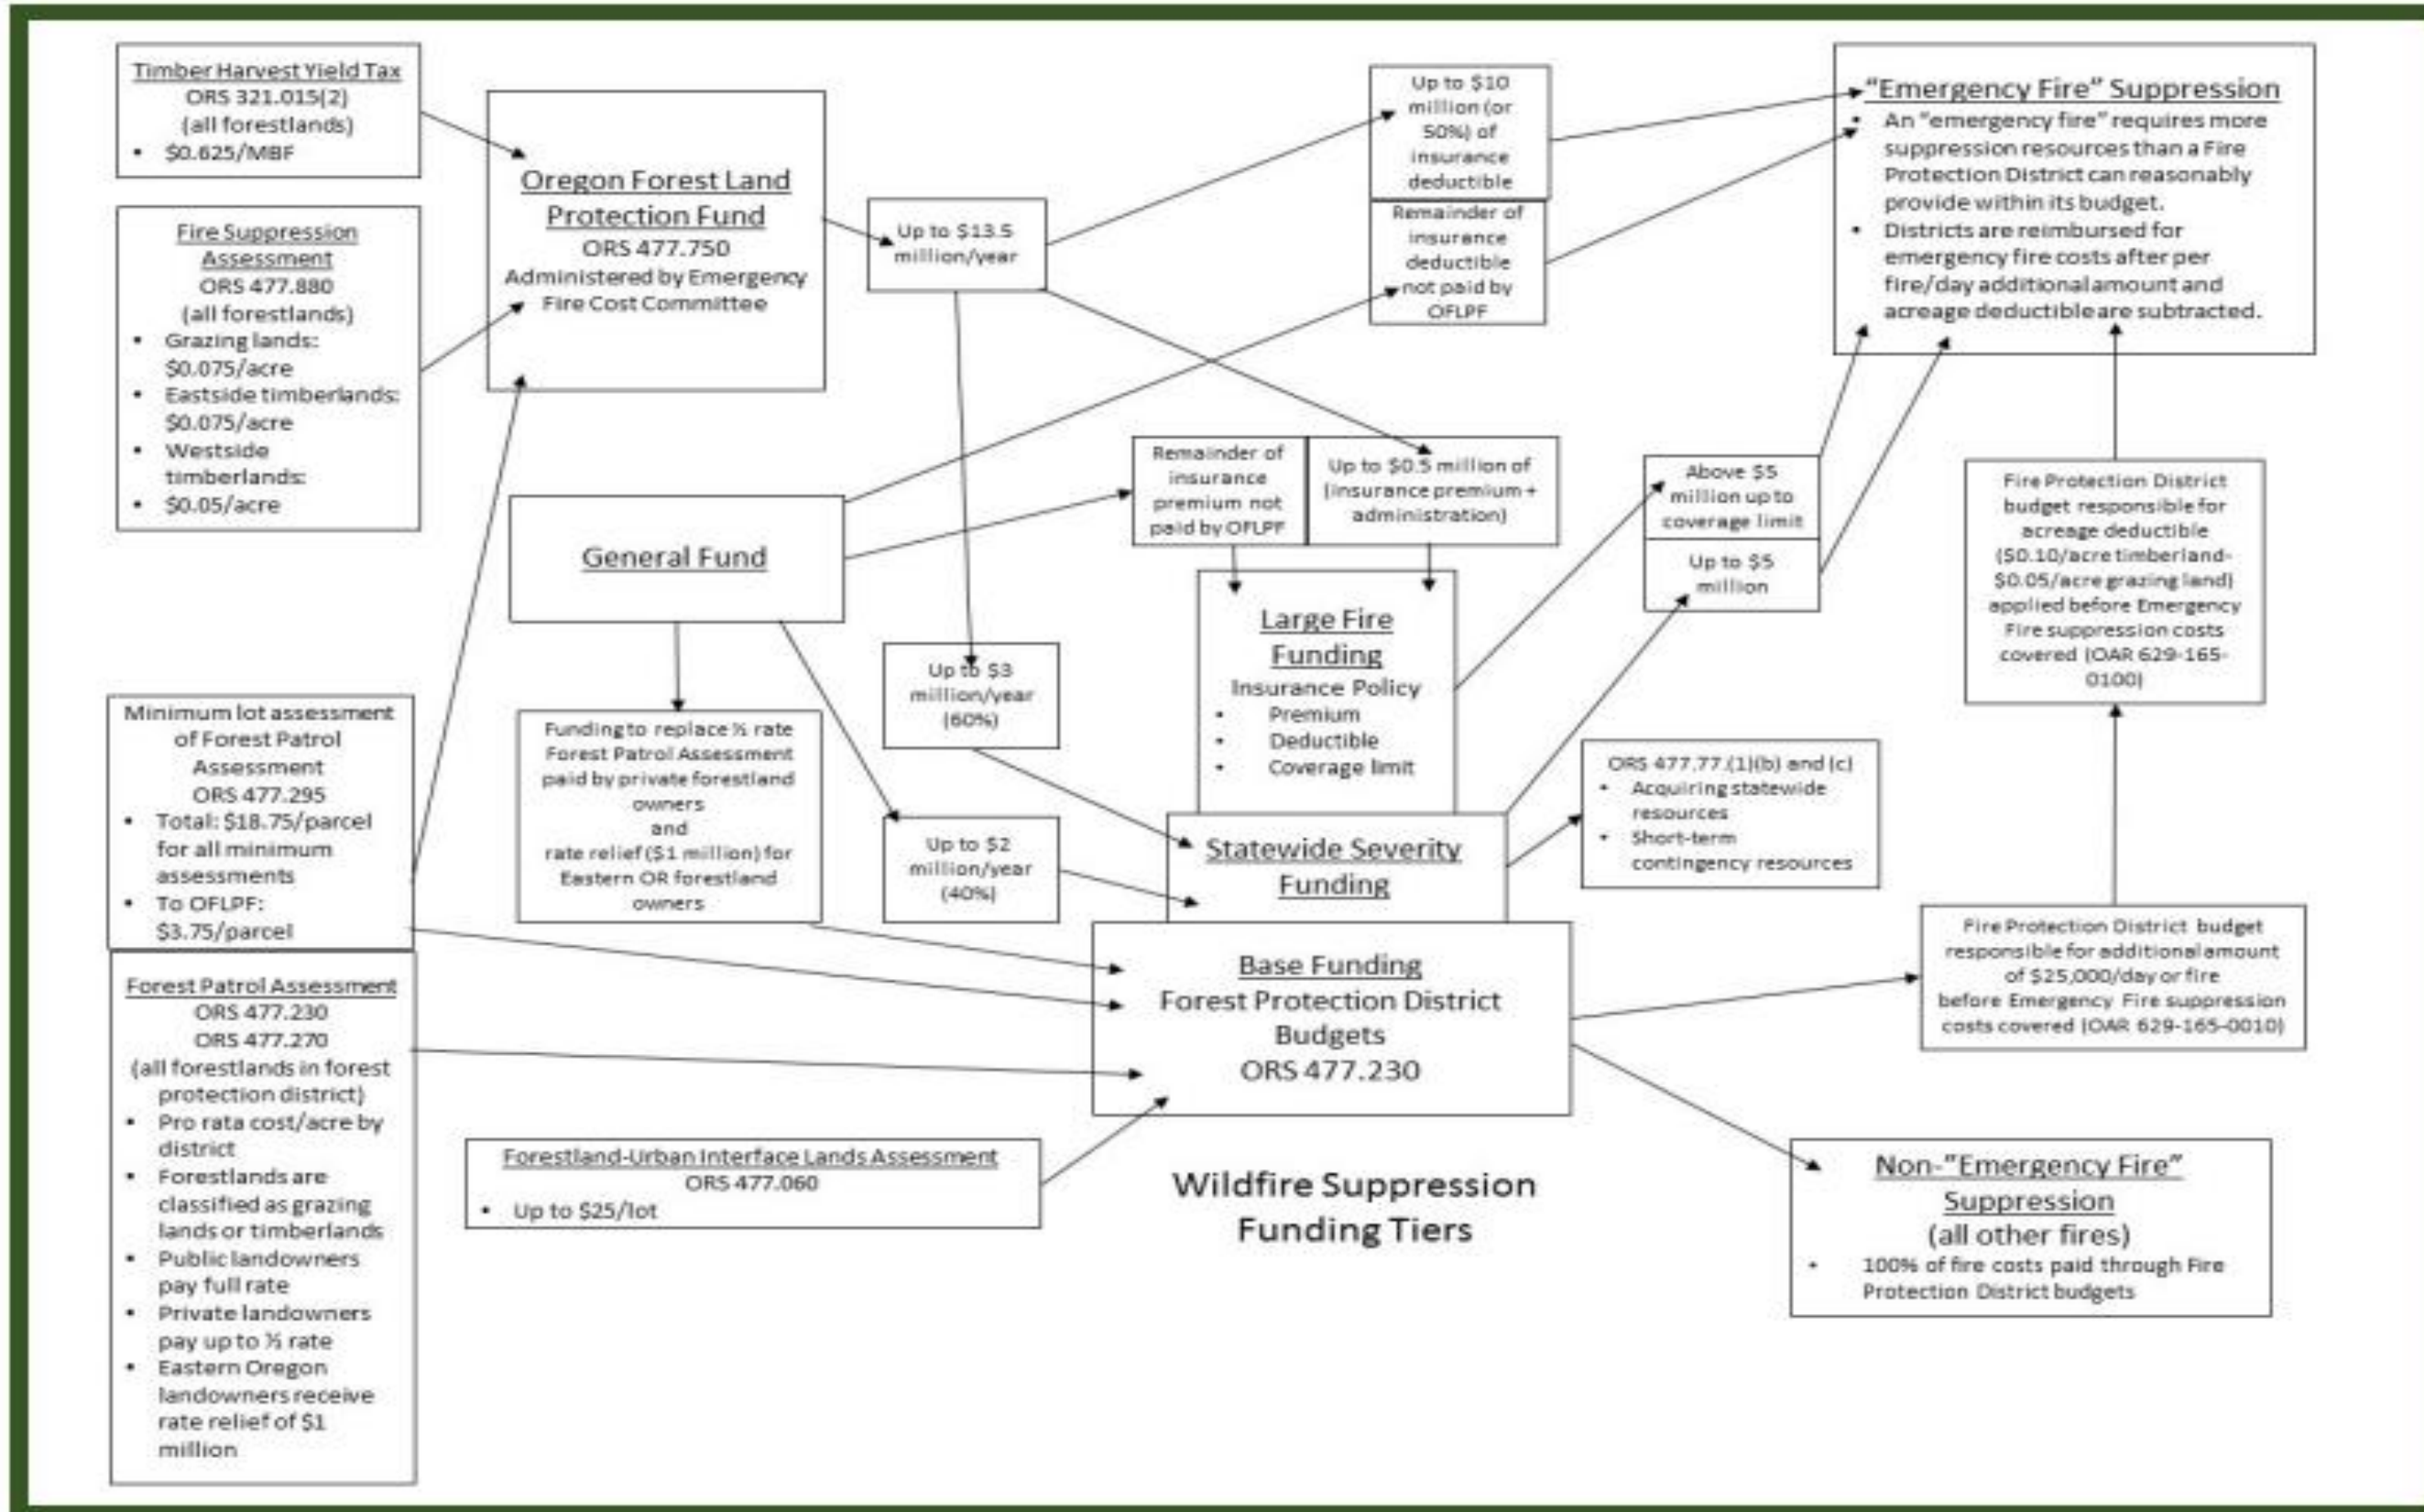 Timber Harvest Yield Tax
ORS 321.015(2)
(all forestlands)
• $0.625/MBF
Fire Suppression
Assessment
ORS 477.880
(all forestlands)
• Grazing lands:
$0.075/acre
• Eastside timberlands:
$0.075/acre
• Westside
timberlands:
• $0.05/acre
Minimum lot assessment
of Forest Patrol
Assessment
ORS 477.295
• Total: $18.75/parcel
for all minimum
assessments
• To OFLPF:
$3.75/parcel
Forest Patrol Assessment
ORS 477.230
ORS 477.270
(all forestlands in forest
protection district)
• Pro rata cost/acre by
district
• Forestlands are
classified as grazing
lands or timberlands
• Public landowners
pay full rate
• Private landowners
pay up to ½ rate
• Eastern Oregon
landowners receive
rate relief of $1
million
Oregon Forest Land
Protection Fund
ORS 477.750
Administered by Emergency
Fire Cost Committee
General Fund
Funding to replace ½ rate
Forest Patrol Assessment
paid by private forestland
owners
and
rate relief ($1 million) for
Eastern OR forestland
owners
Forestland-Urban Interface Lands Assessment
ORS 477.060
• Up to $25/lot
Up to $13.5
million/year
Up to $3
million/year
(60%)
Up to $2
million/year
(40%)
Up to $10
million (or
50%) of
insurance
deductible
Remainder of
insurance
deductible
not paid by
OFLPF
Remainder of
insurance
premium not
paid by OFLPF
Up to $0.5 million of
(insurance premium +
administration)
Large Fire
Funding
Insurance Policy
• Premium
• Deductible
• Coverage limit
Statewide Severity
Funding
Base Funding
Forest Protection District
Budgets
ORS 477.230
Wildfire Suppression
Funding Tiers
Above $5
million up to
coverage limit
Up to $5
million
ORS 477.77.(1)(b) and (c)
• Acquiring statewide
resources
• Short-term
contingency resources
"Emergency Fire" Suppression
• An "emergency fire" requires more
suppression resources than a Fire
Protection District can reasonably
provide within its budget.
• Districts are reimbursed for
emergency fire costs after per
fire/day additional amount and
acreage deductible are subtracted.
Fire Protection District
budget responsible for
acreage deductible
($0.10/acre timberland-
$0.05/acre grazing land)
applied before Emergency
Fire suppression costs
covered (OAR 629-165-
0100)
Fire Protection District budget
responsible for additional amount
of $25,000/day or fire
before Emergency Fire suppression
costs covered (OAR 629-165-0010)
Non-"Emergency Fire"
Suppression
(all other fires)
• 100% of fire costs paid through Fire
Protection District budgets